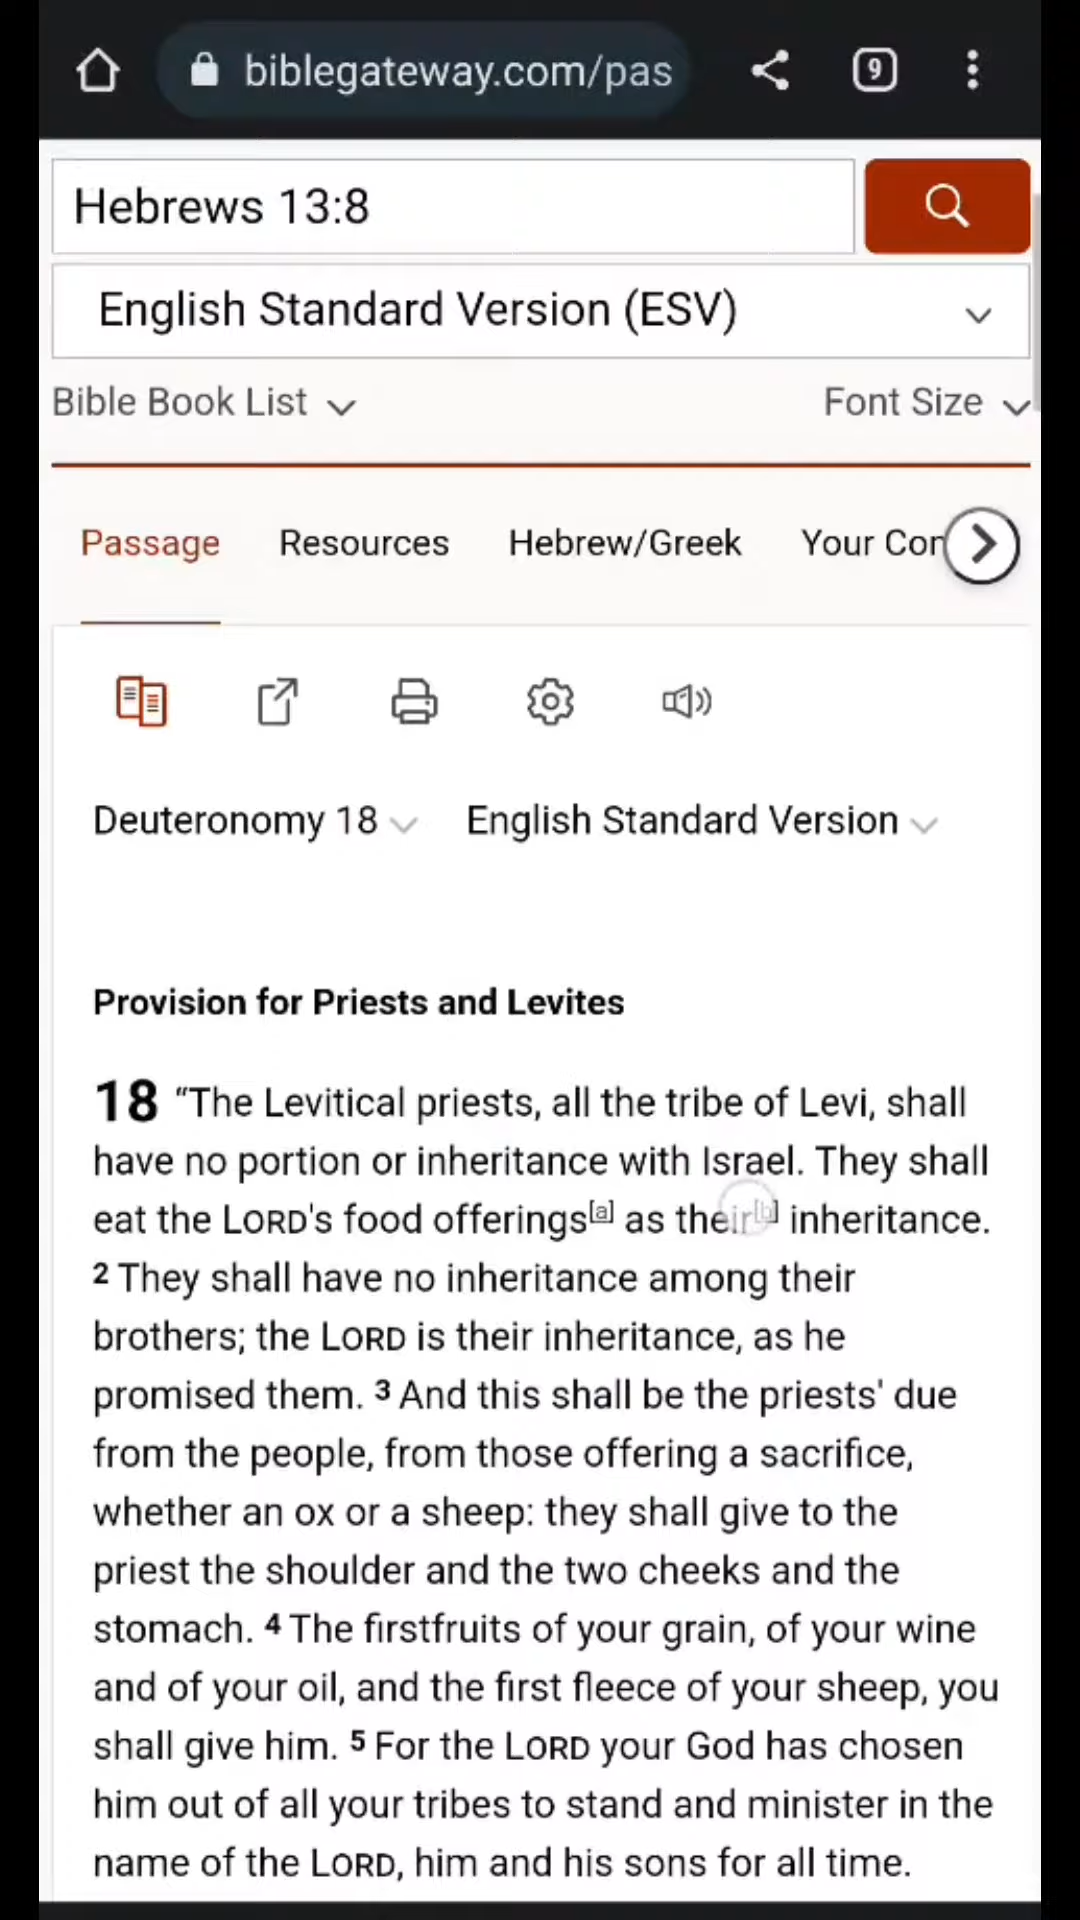 biblegateway.com/pas
9
Hebrews 13:8
English Standard Version (ESV)
Bible Book List
Font Size
Passage
Resources
Hebrew/Greek
Your Cor
Deuteronomy 18
English Standard Version
Provision for Priests and Levites
18 “The Levitical priests, all the tribe of Levi, shall
have no portion or inheritance with Israel. They shall
eat the LORD's food offerings[a] as their[b] inheritance.
2 They shall have no inheritance among their
brothers; the LORD is their inheritance, as he
promised them. 3 And this shall be the priests' due
from the people, from those offering a sacrifice,
whether an ox or a sheep: they shall give to the
priest the shoulder and the two cheeks and the
stomach. 4 The firstfruits of your grain, of your wine
and of your oil, and the first fleece of your sheep, you
shall give him. 5 For the LORD your God has chosen
him out of all your tribes to stand and minister in the
name of the LORD, him and his sons for all time.